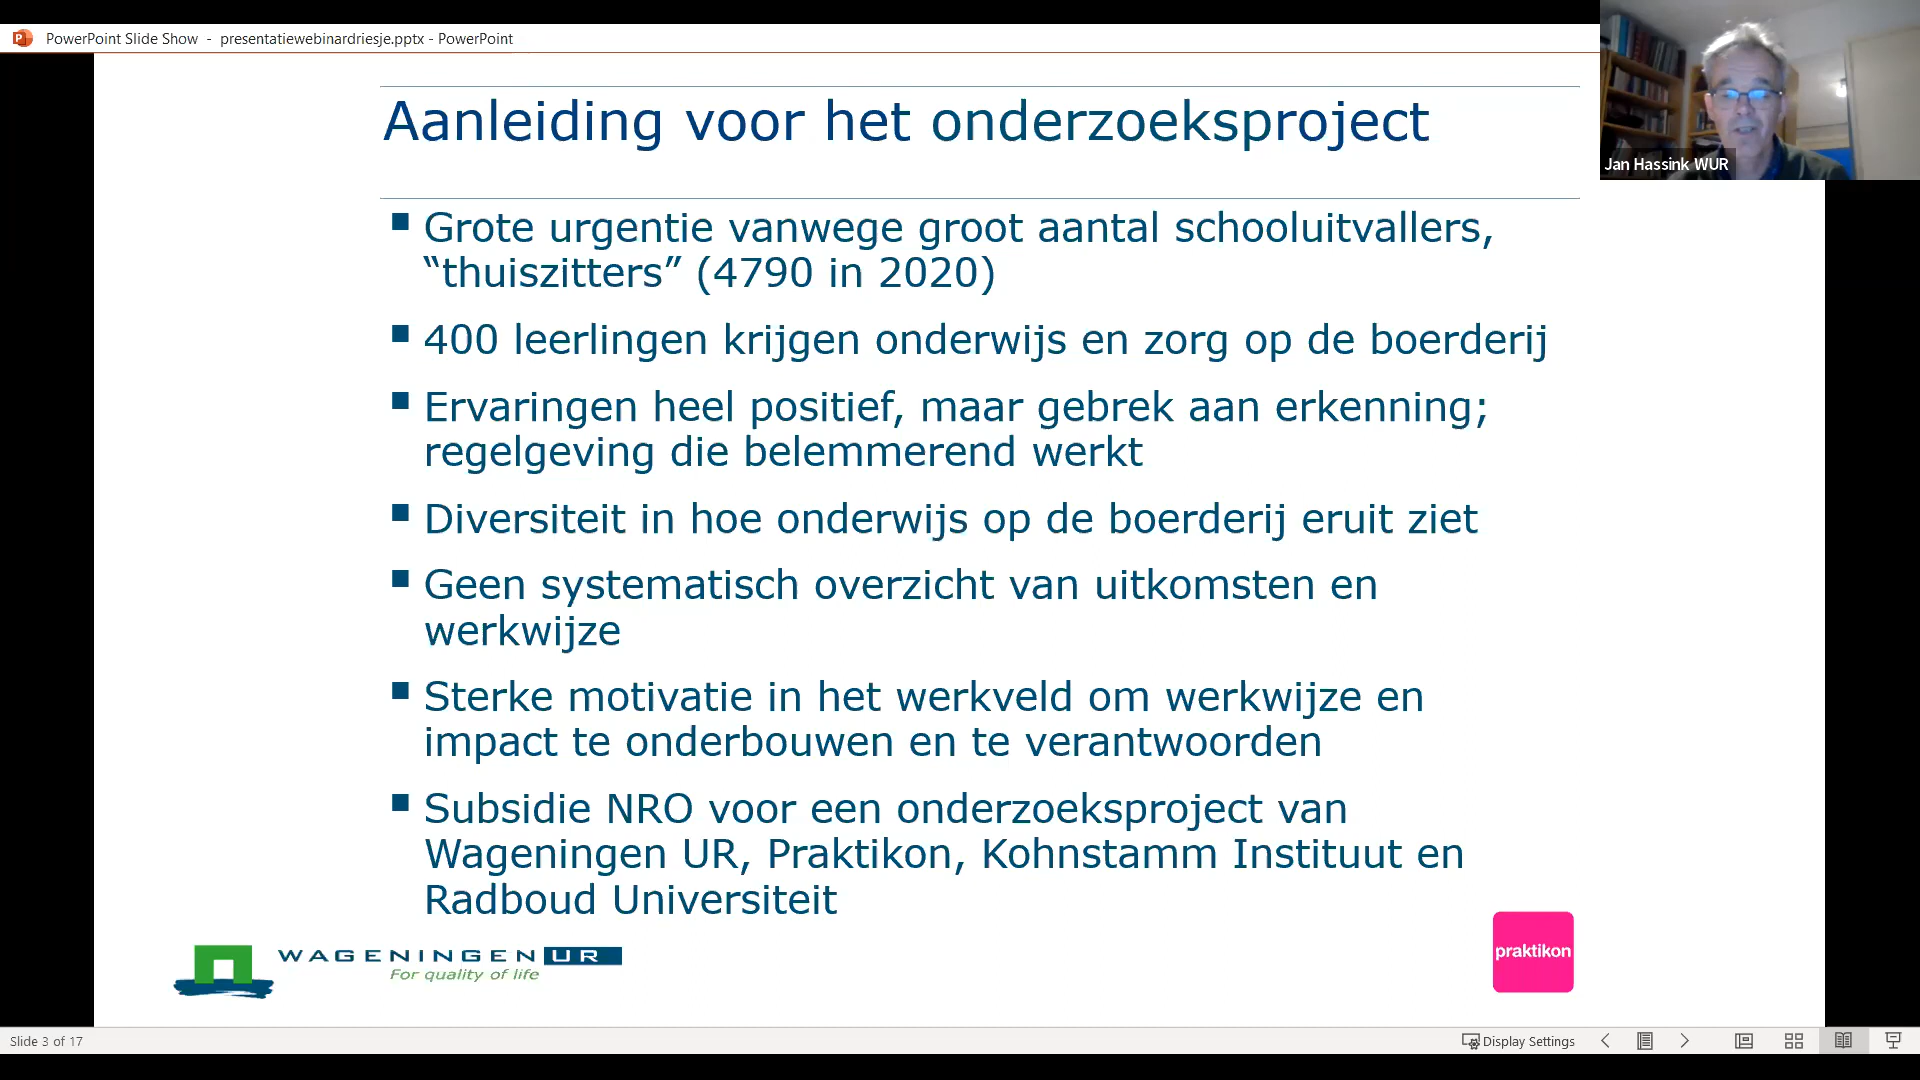 PowerPoint Slide Show - presentatiewebinardriesje.pptx - PowerPoint
Jan Hassink WUR
Aanleiding voor het onderzoeksproject
Grote urgentie vanwege groot aantal schooluitvallers,
“thuiszitters” (4790 in 2020)
400 leerlingen krijgen onderwijs en zorg op de boerderij
Ervaringen heel positief, maar gebrek aan erkenning;
regelgeving die belemmerend werkt
Diversiteit in hoe onderwijs op de boerderij eruit ziet
Geen systematisch overzicht van uitkomsten en
werkwijze
Sterke motivatie in het werkveld om werkwijze en
impact te onderbouwen en te verantwoorden
Subsidie NRO voor een onderzoeksproject van
Wageningen UR, Praktikon, Kohnstamm Instituut en
Radboud Universiteit
WAGENINGEN UR
For quality of life
praktikon
Slide 3 of 17
Display Settings